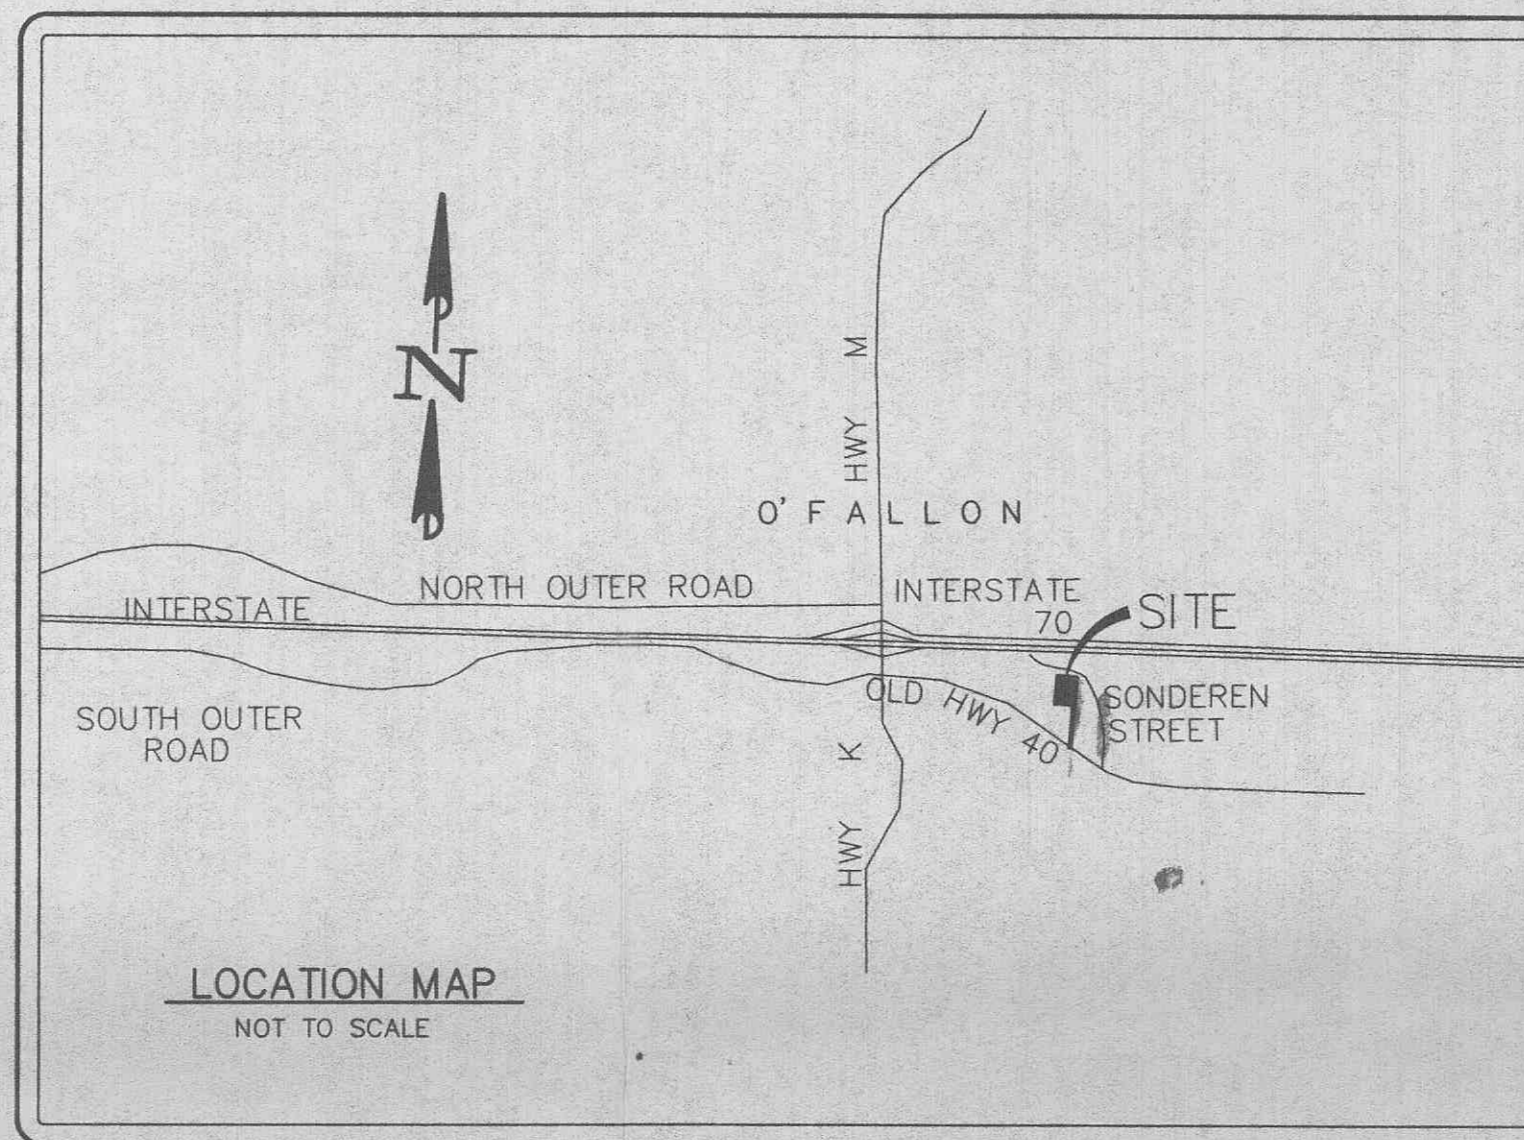 N
HWY M
O'FALLON
NORTH OUTER ROAD
INTERSTATE
INTERSTATE
70
SITE
OLD HWY 40
SONDEREN
STREET
SOUTH OUTER
ROAD
HWY K
LOCATION MAP
NOT TO SCALE